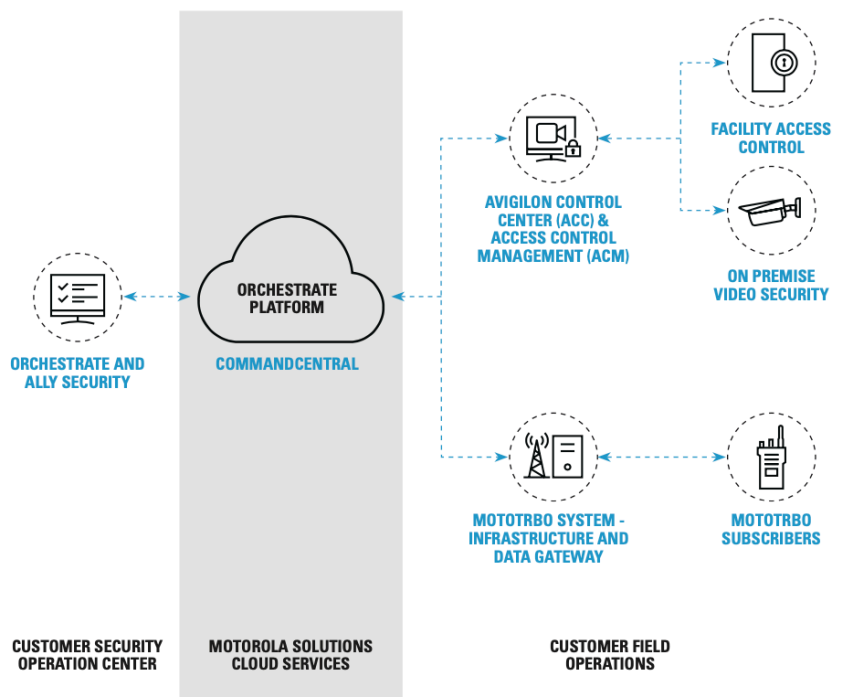 FACILITY ACCESS
CONTROL
AVIGILON CONTROL
CENTER (ACC) &
ACCESS CONTROL
MANAGEMENT (ACM)
ON PREMISE
VIDEO SECURITY
ORCHESTRATE
PLATFORM
ORCHESTRATE AND
ALLY SECURITY
COMMANDCENTRAL
MOTOTRBO SYSTEM -
INFRASTRUCTURE AND
DATA GATEWAY
MOTOTRBO
SUBSCRIBERS
CUSTOMER SECURITY
OPERATION CENTER
MOTOROLA SOLUTIONS
CLOUD SERVICES
CUSTOMER FIELD
OPERATIONS